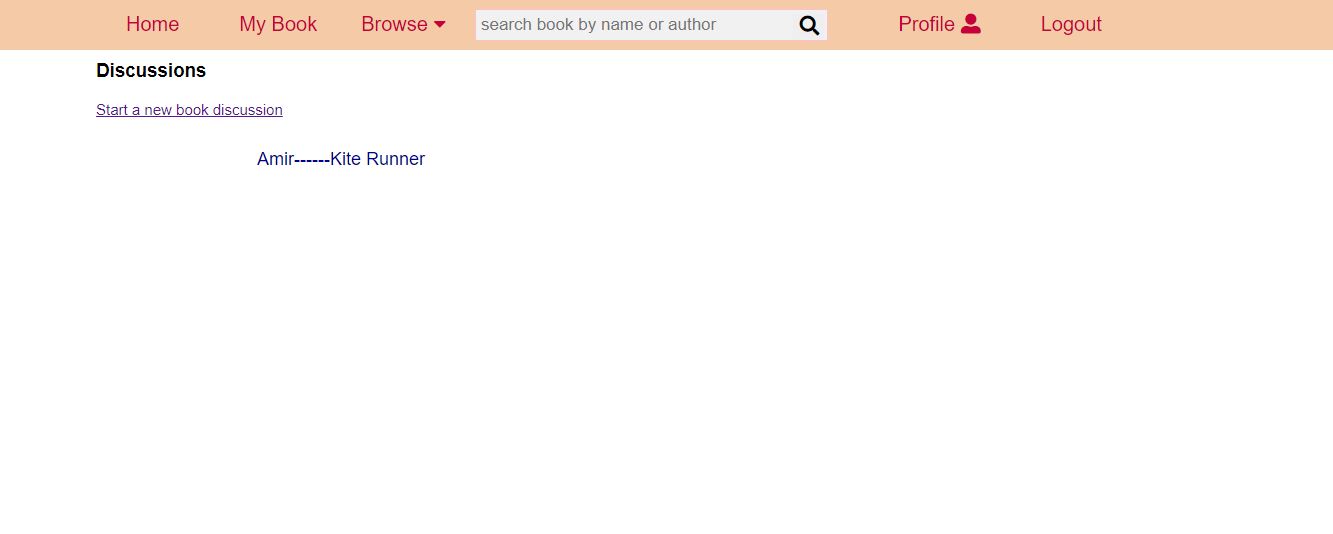 Home My Book Browse search book by name or author Profile Logout
Discussions
Start a new book discussion
Amir------Kite Runner